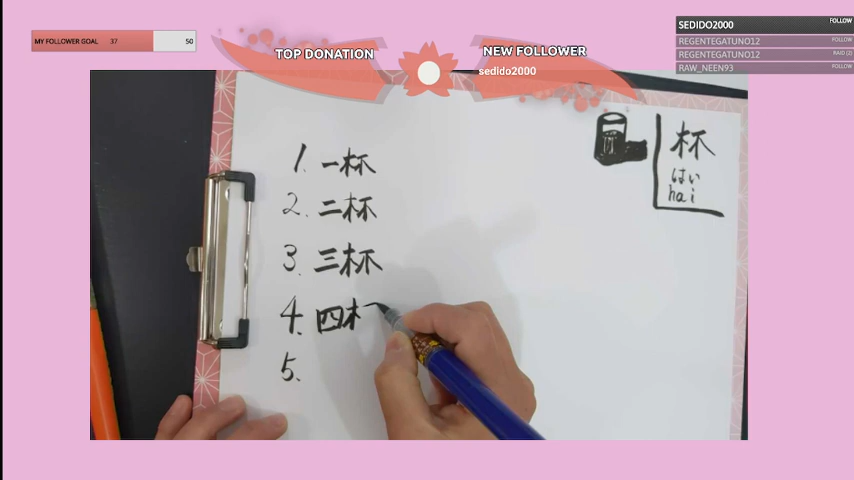 MY FOLLOWER GOAL 37 50
TOP DONATION
NEW FOLLOWER
sedido2000
SEDIDO2000 FOLLOW
REGENTEGATUNO12 FOLLOW
REGENTEGATUNO12 RAID (2)
RAW_NEEN93 FOLLOW
杯
はい
hai
1. 一杯
2. 二杯
3. 三杯
4. 四
5.